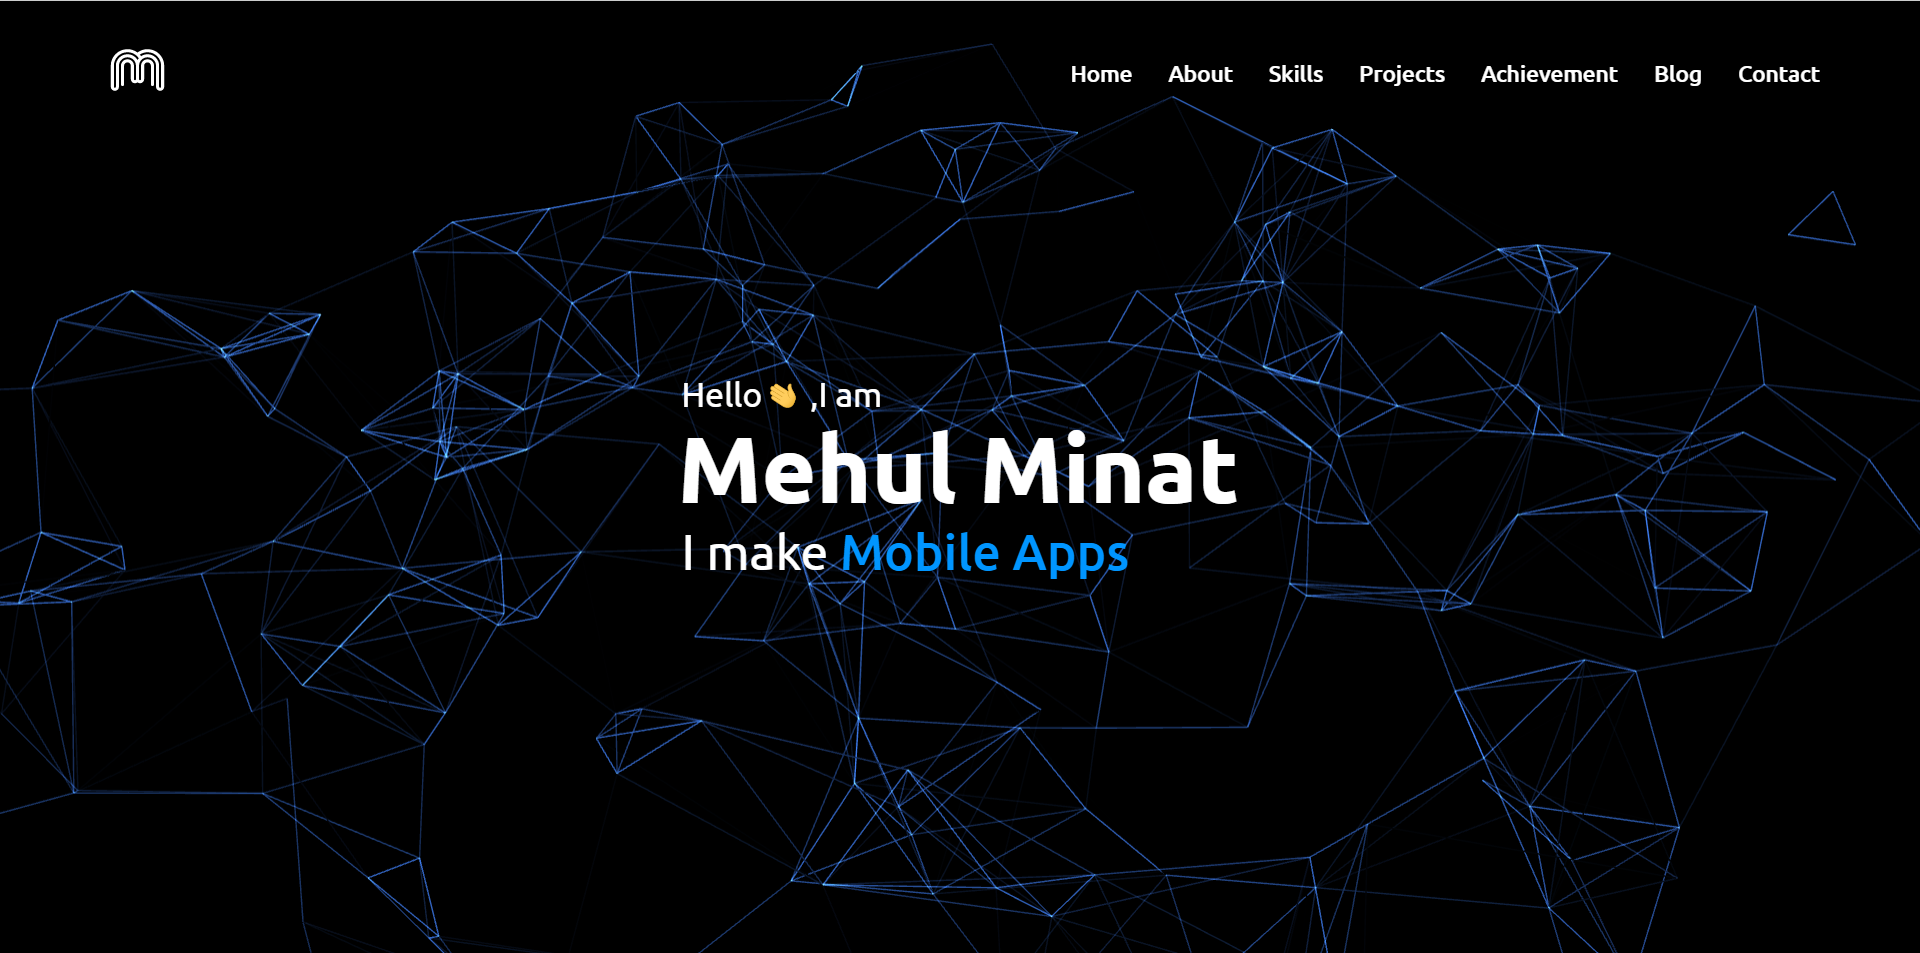 Home About Skills Projects Achievement Blog Contact
Hello 👋 ,I am
Mehul Minat
I make Mobile Apps